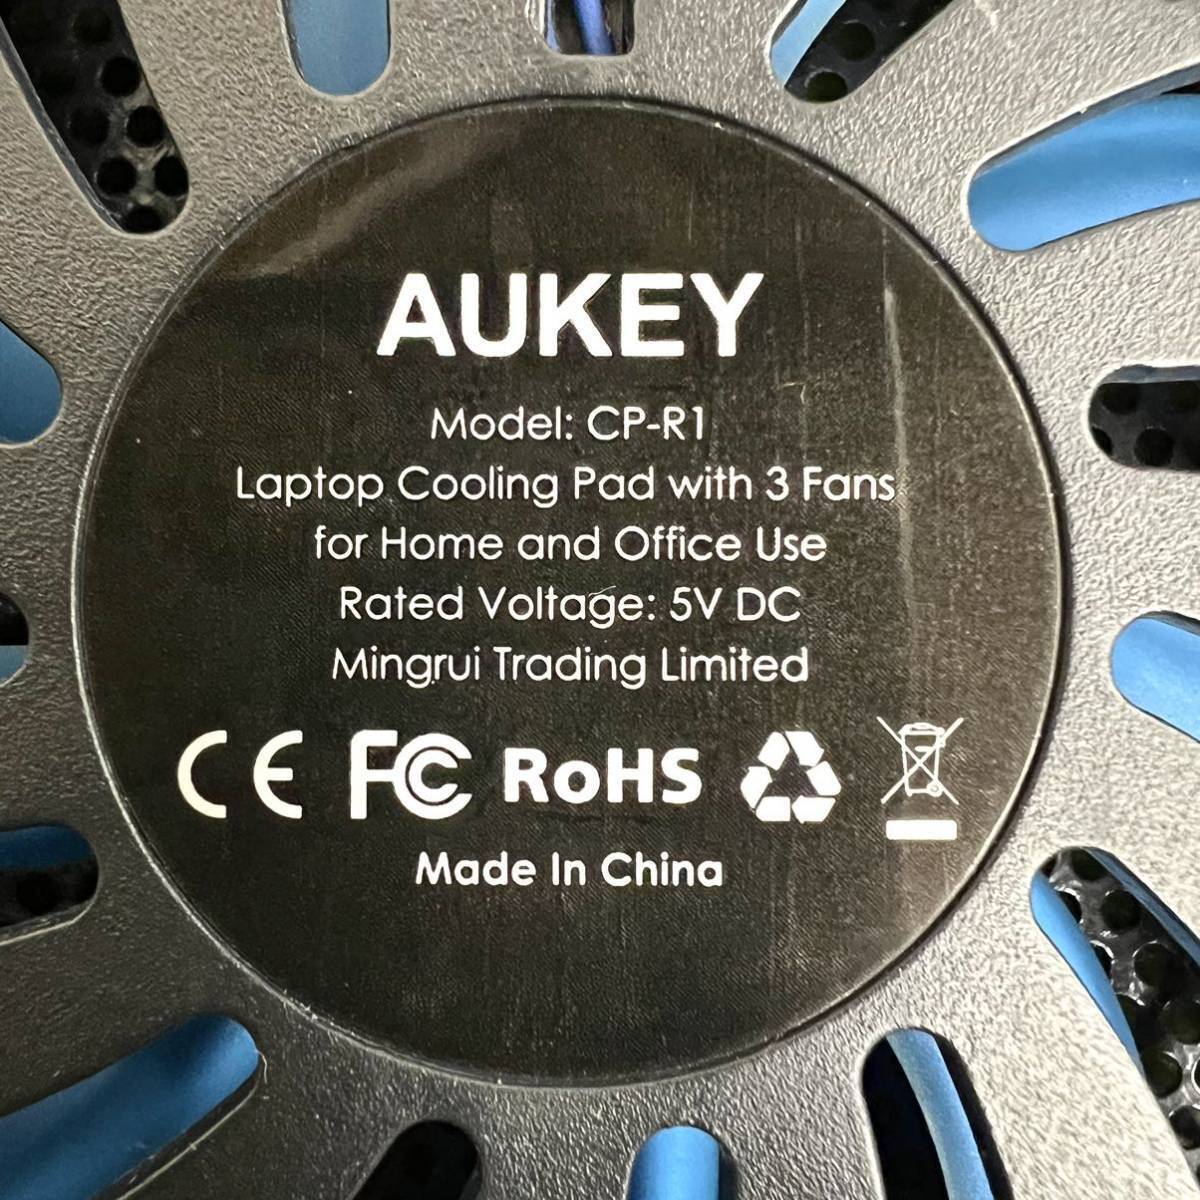 AUKEY
Model: CP-R1
Laptop Cooling Pad with 3 Fans
for Home and Office Use
Rated Voltage: 5V DC
Mingrui Trading Limited
CE FC RoHS
Made In China